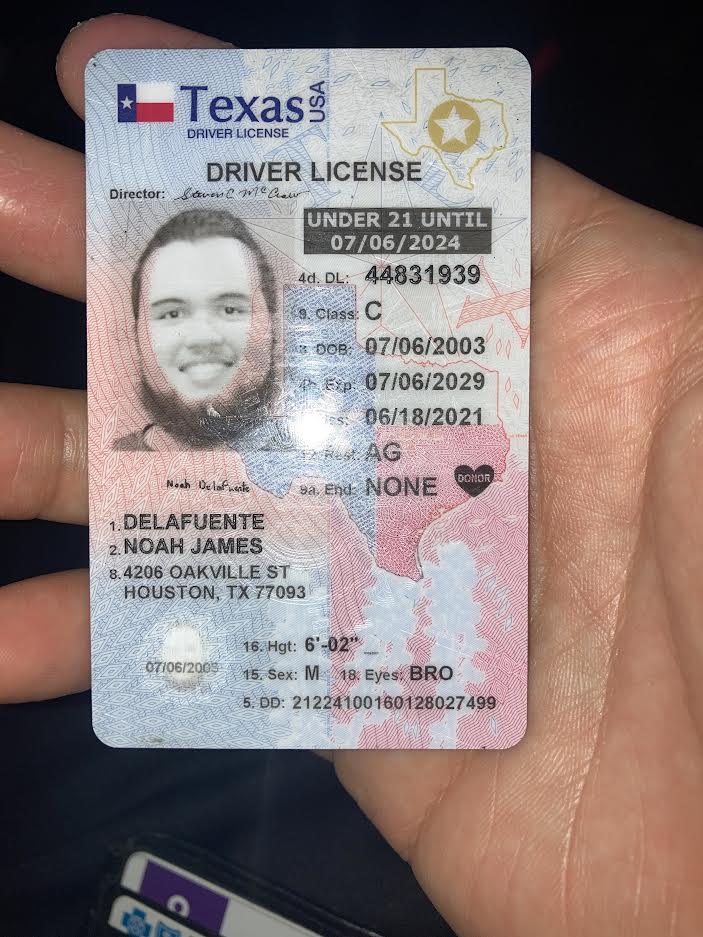 Texas USA
DRIVER LICENSE
DRIVER LICENSE
Director: Steven C McCraw
UNDER 21 UNTIL
07/06/2024
4d. DL: 44831939
9. Class: C
3. DOB: 07/06/2003
4b. Exp: 07/06/2029
Iss: 06/18/2021
12. Rest: AG
9a. End: NONE
DONOR
Noah Delafuente
1. DELAFUENTE
2. NOAH JAMES
8. 4206 OAKVILLE ST
HOUSTON, TX 77093
16. Hgt: 6'-02"
07/06/2003
15. Sex: M 18. Eyes: BRO
5. DD: 21224100160128027499